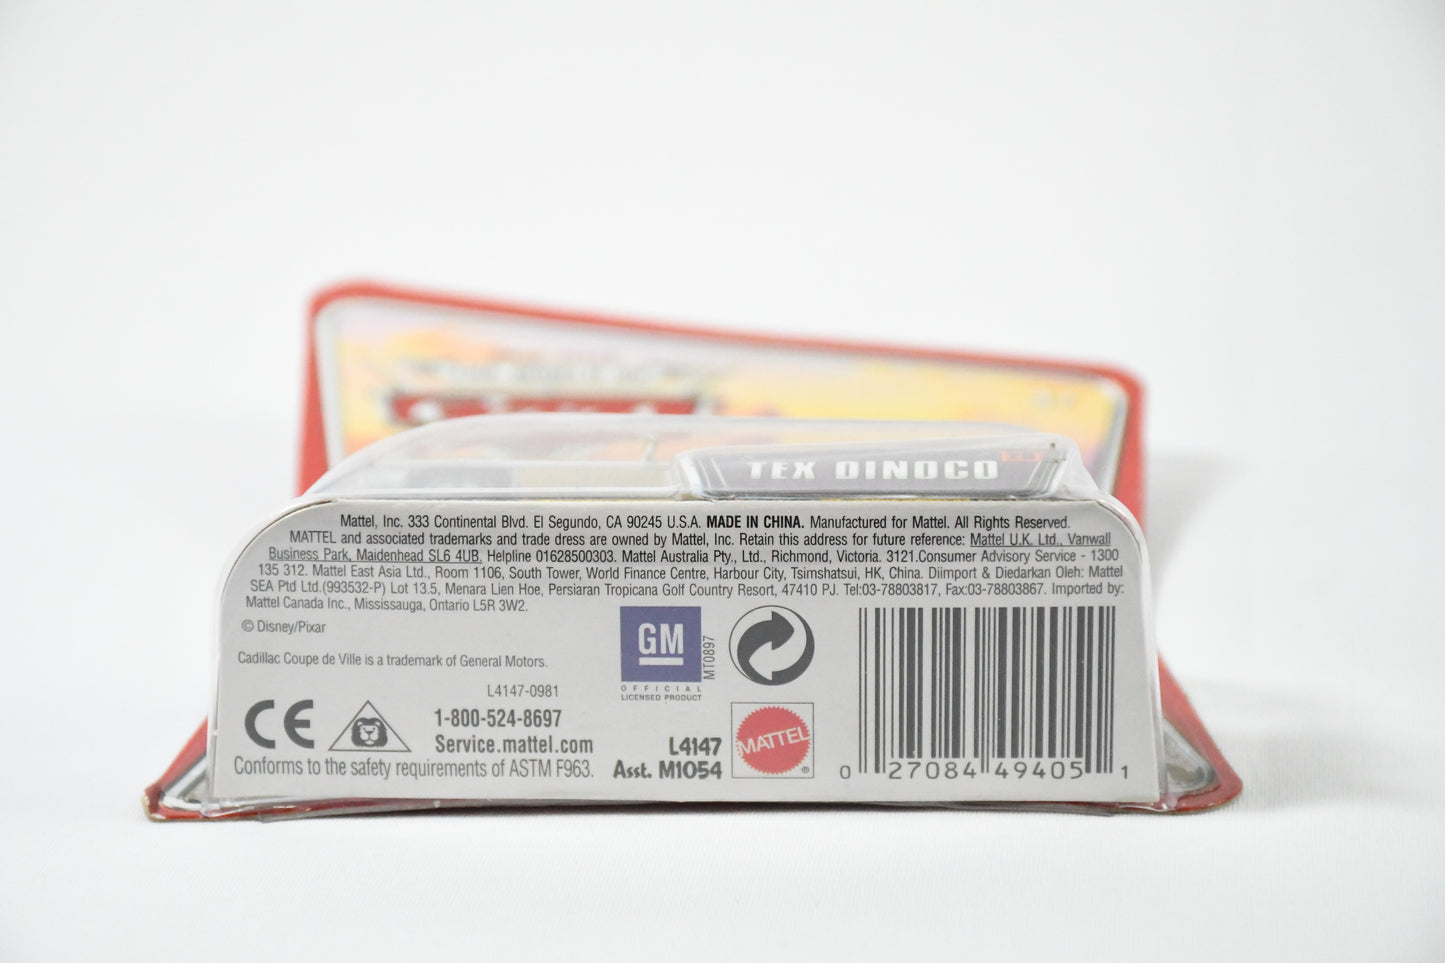 TEX DINOCO
Mattel, Inc. 333 Continental Blvd. El Segundo, CA 90245 U.S.A. MADE IN CHINA. Manufactured for Mattel. All Rights Reserved.
MATTEL and associated trademarks and trade dress are owned by Mattel, Inc. Retain this address for future reference: Mattel U.K. Ltd., Vanwall
Business Park, Maidenhead SL6 4UB. Helpline 01628500303. Mattel Australia Pty., Ltd., Richmond, Victoria. 3121.Consumer Advisory Service - 1300
135 312. Mattel East Asia Ltd., Room 1106, South Tower, World Finance Centre, Harbour City, Tsimshatsui, HK, China. Diimport & Diedarkan Oleh: Mattel
SEA Ptd Ltd.(993532-P) Lot 13.5, Menara Lien Hoe, Persiaran Tropicana Golf Country Resort, 47410 PJ. Tel:03-78803817, Fax:03-78803867. Imported by:
Mattel Canada Inc., Mississauga, Ontario L5R 3W2.
© Disney/Pixar
Cadillac Coupe de Ville is a trademark of General Motors.
L4147-0981
CE
1-800-524-8697
Service.mattel.com
Conforms to the safety requirements of ASTM F963.
GM
OFFICIAL
LICENSED PRODUCT
MT0897
L4147
Asst. M1054
MATTEL®
0 27084 49405 1